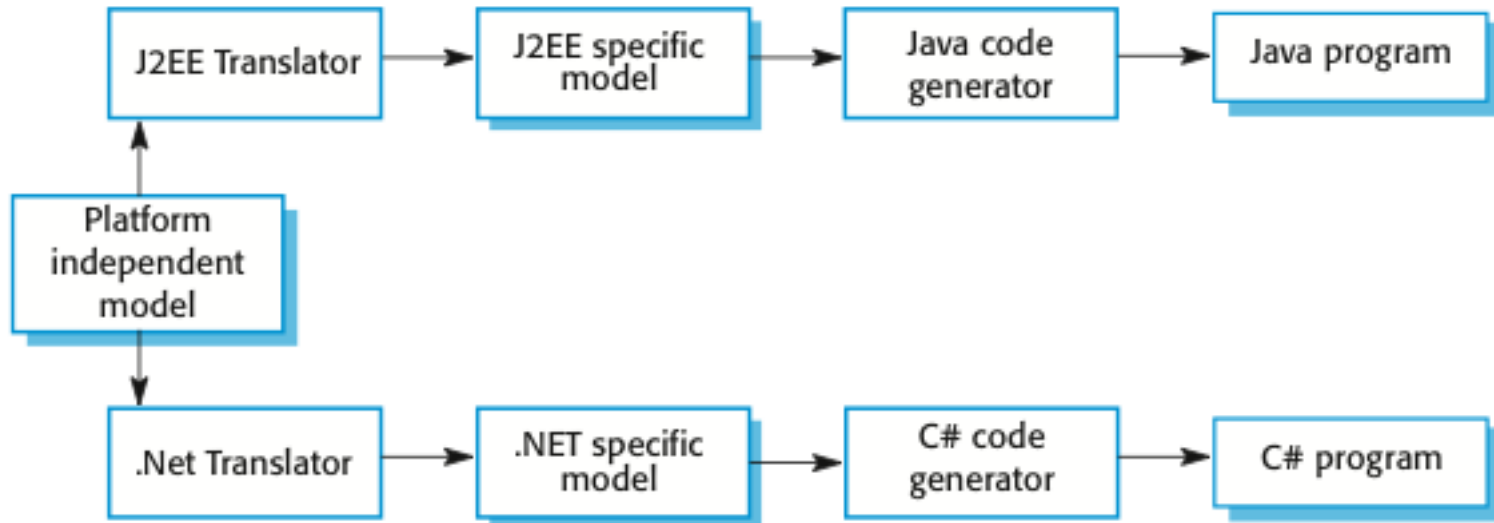 J2EE Translator
J2EE specific
model
Java code
generator
Java program
Platform
independent
model
.Net Translator
.NET specific
model
C# code
generator
C# program